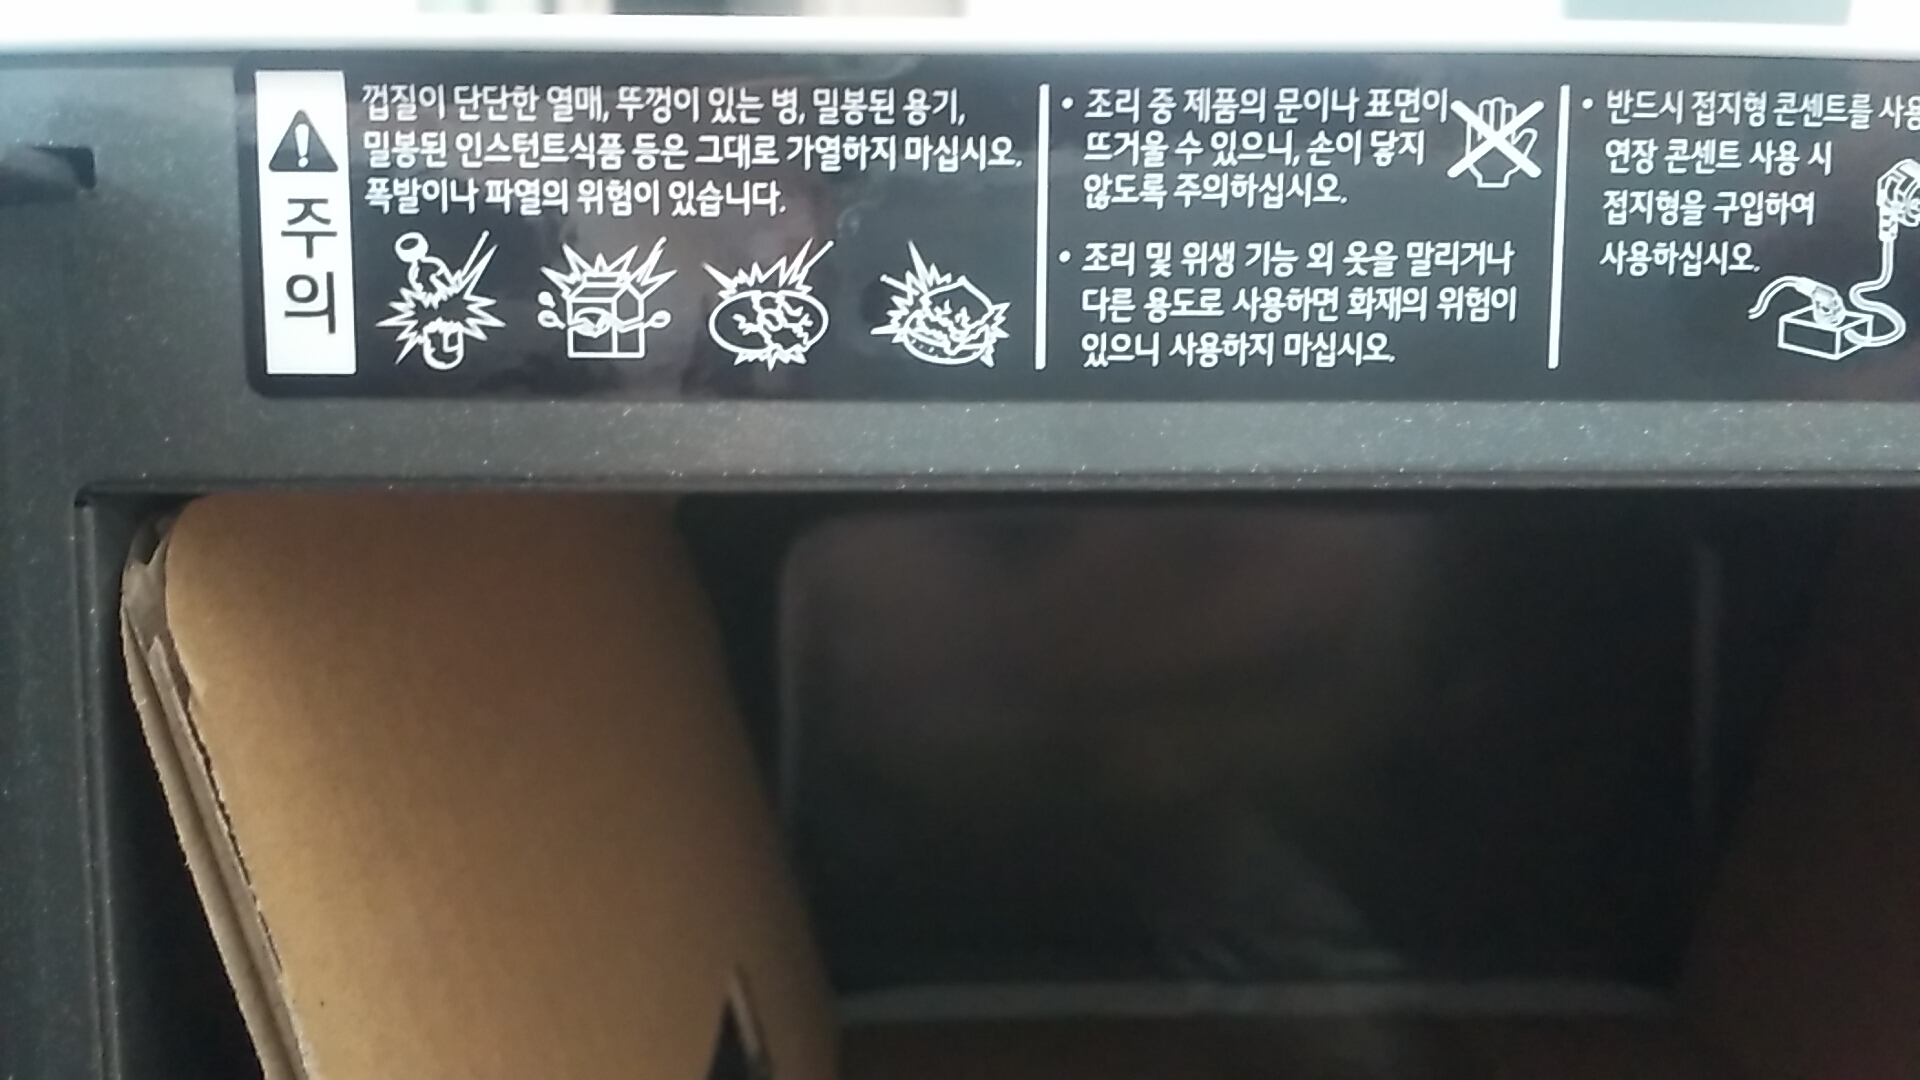 주의
껍질이 단단한 열매, 뚜껑이 있는 병, 밀봉된 용기,
밀봉된 인스턴트식품 등은 그대로 가열하지 마십시오.
폭발이나 파열의 위험이 있습니다.
• 조리 중 제품의 문이나 표면이
뜨거울 수 있으니, 손이 닿지
않도록 주의하십시오.
• 조리 및 위생 기능 외 옷을 말리거나
다른 용도로 사용하면 화재의 위험이
있으니 사용하지 마십시오.
• 반드시 접지형 콘센트를 사용
연장 콘센트 사용 시
접지형을 구입하여
사용하십시오.